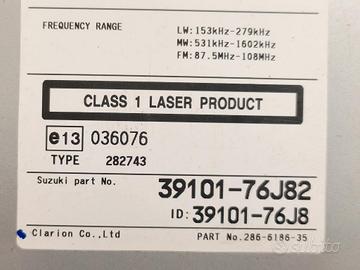 FREQUENCY RANGE LW:153kHz-279kHz
MW:531kHz-1602kHz
FM:87.5MHz-108MHz
CLASS 1 LASER PRODUCT
e13 036076
TYPE 282743
Suzuki part No. 39101-76J82
ID: 39101-76J8
Clarion Co.,Ltd PART No.286-6186-35
subito